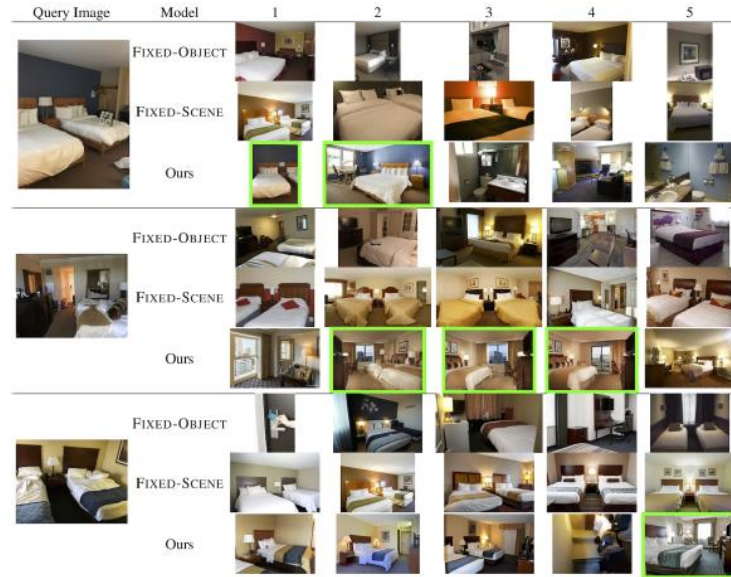 Query Image Model 1 2 3 4 5
FIXED-OBJECT
FIXED-SCENE
Ours
FIXED-OBJECT
FIXED-SCENE
Ours
FIXED-OBJECT
FIXED-SCENE
Ours